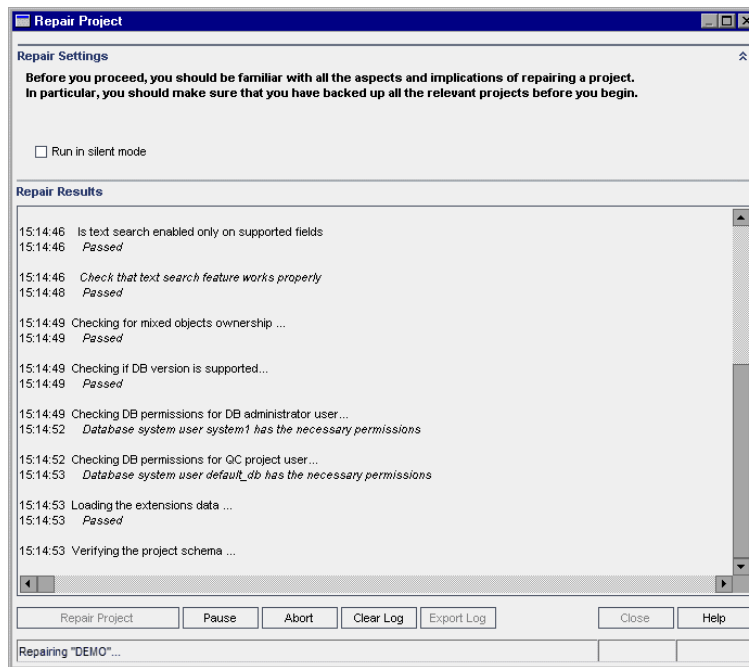 Repair Project
Repair Settings
Before you proceed, you should be familiar with all the aspects and implications of repairing a project.
In particular, you should make sure that you have backed up all the relevant projects before you begin.
Run in silent mode
Repair Results
15:14:46 Is text search enabled only on supported fields
15:14:46 Passed
15:14:46 Check that text search feature works properly
15:14:48 Passed
15:14:49 Checking for mixed objects ownership ...
15:14:49 Passed
15:14:49 Checking if DB version is supported...
15:14:49 Passed
15:14:49 Checking DB permissions for DB administrator user...
15:14:52 Database system user system1 has the necessary permissions
15:14:52 Checking DB permissions for QC project user...
15:14:53 Database system user default_db has the necessary permissions
15:14:53 Loading the extensions data ...
15:14:53 Passed
15:14:53 Verifying the project schema ...
Repair Project Pause Abort Clear Log Export Log Close Help
Repairing "DEMO"...